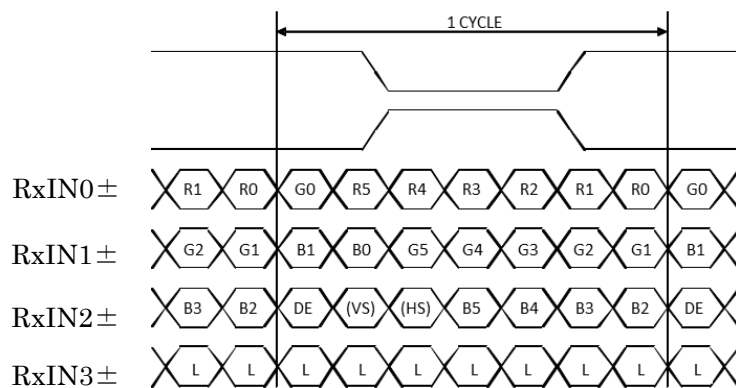 1 CYCLE
RxIN0± R1 R0 G0 R5 R4 R3 R2 R1 R0 G0
RxIN1± G2 G1 B1 B0 G5 G4 G3 G2 G1 B1
RxIN2± B3 B2 DE (VS) (HS) B5 B4 B3 B2 DE
RxIN3± L L L L L L L L L L